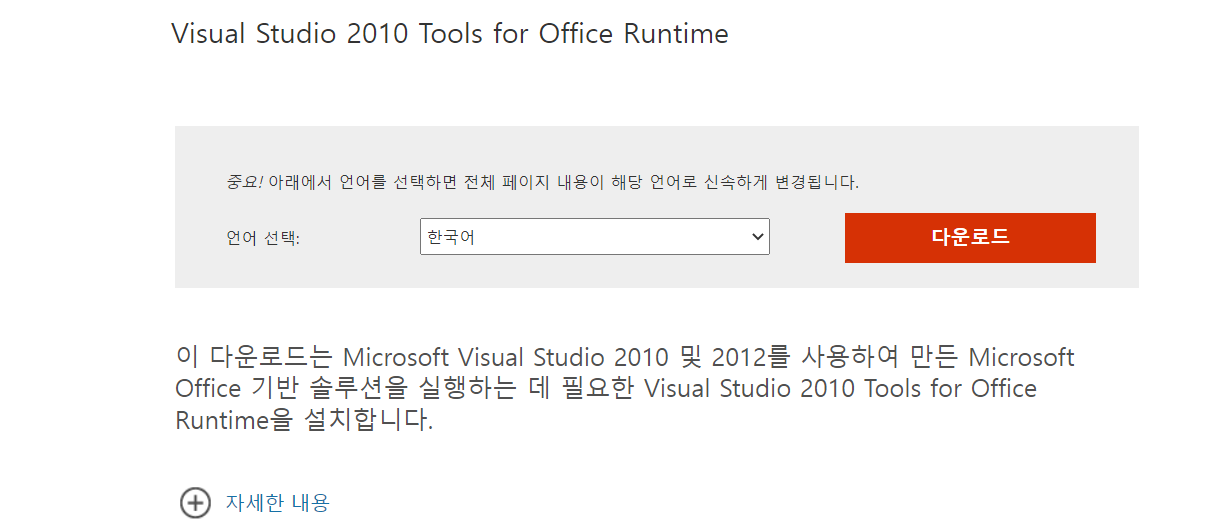 Visual Studio 2010 Tools for Office Runtime
중요! 아래에서 언어를 선택하면 전체 페이지 내용이 해당 언어로 신속하게 변경됩니다.
언어 선택:
한국어
다운로드
이 다운로드는 Microsoft Visual Studio 2010 및 2012를 사용하여 만든 Microsoft
Office 기반 솔루션을 실행하는 데 필요한 Visual Studio 2010 Tools for Office
Runtime을 설치합니다.
자세한 내용